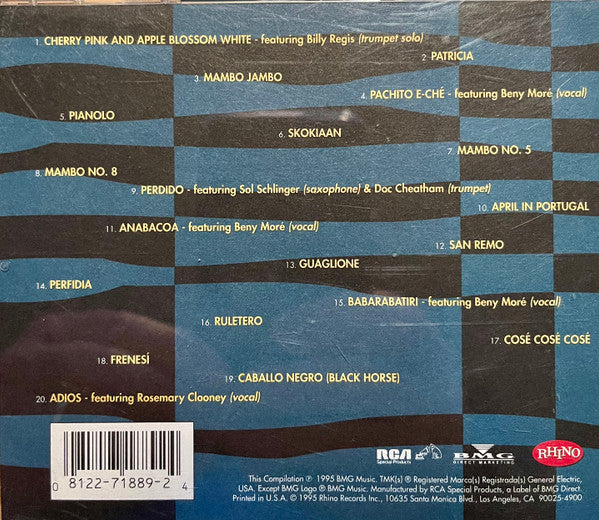 1. CHERRY PINK AND APPLE BLOSSOM WHITE - featuring Billy Regis (trumpet solo)
2. PATRICIA
3. MAMBO JAMBO
4. PACHITO E-CHÉ - featuring Beny Moré (vocal)
5. PIANOLO
6. SKOKIAAN
7. MAMBO NO. 5
8. MAMBO NO. 8
9. PERDIDO - featuring Sol Schlinger (saxophone) & Doc Cheatham (trumpet)
10. APRIL IN PORTUGAL
11. ANABACOA - featuring Beny Moré (vocal)
12. SAN REMO
13. GUAGLIONE
14. PERFIDIA
15. BABARABATIRI - featuring Beny Moré (vocal)
16. RULETERO
17. COSÉ COSÉ COSÉ
18. FRENESÍ
19. CABALLO NEGRO (BLACK HORSE)
20. ADIOS - featuring Rosemary Clooney (vocal)
0 8122-71889-2 4
RCA
Special Products
BMG
DIRECT MARKETING
RHINO
This Compilation ℗ 1995 BMG Music. TMK(s) ® Registered Marca(s) Registrada(s) General Electric,
USA. Except BMG Logo ® BMG Music. Manufactured by RCA Special Products, a Label of BMG Direct.
Printed in U.S.A. © 1995 Rhino Records Inc., 10635 Santa Monica Blvd., Los Angeles, CA 90025-4900